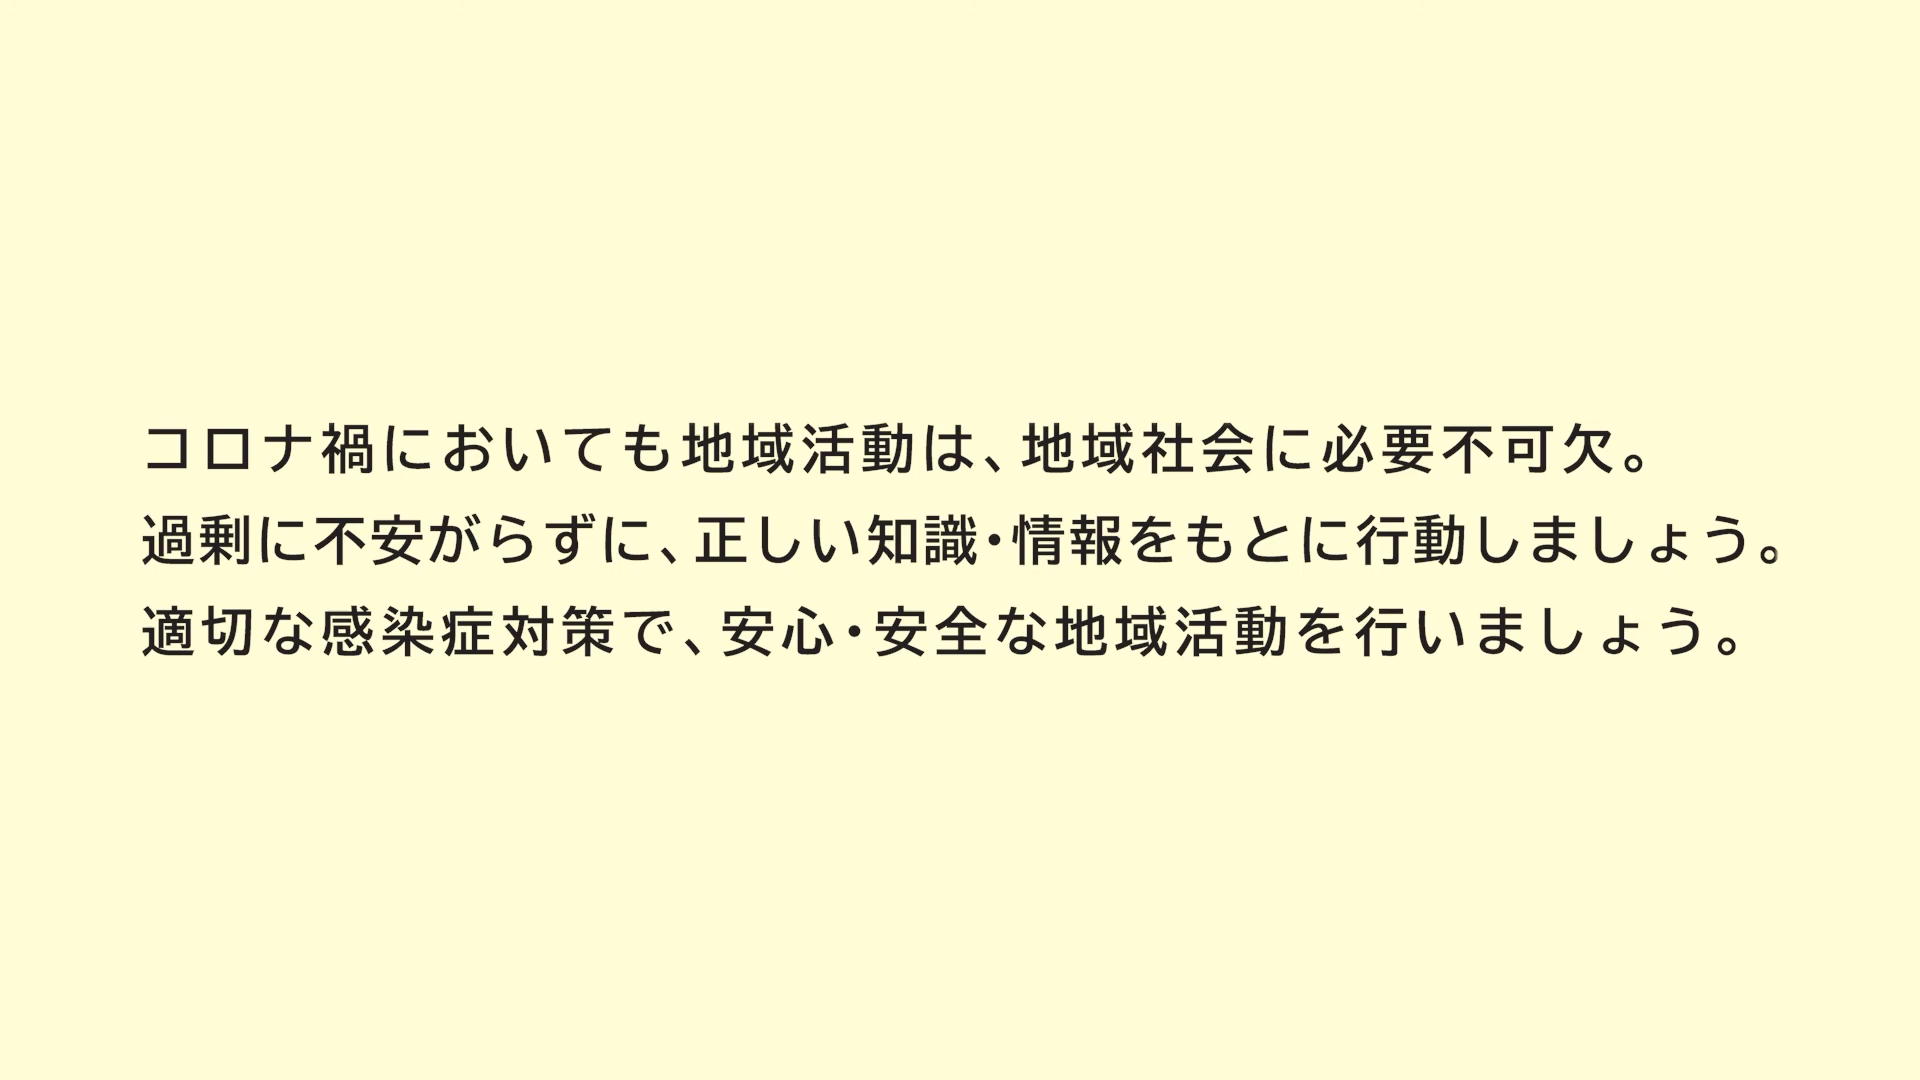 コロナ禍においても地域活動は、地域社会に必要不可欠。
過剰に不安がらずに、正しい知識・情報をもとに行動しましょう。
適切な感染症対策で、安心・安全な地域活動を行いましょう。